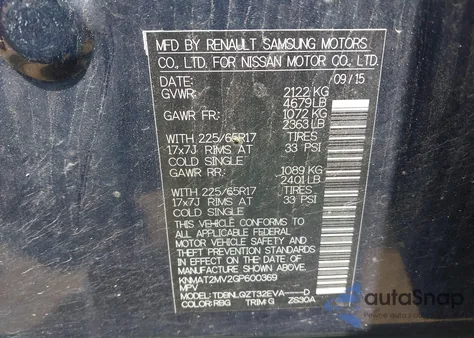 MFD BY RENAULT SAMSUNG MOTORS
CO., LTD. FOR NISSAN MOTOR CO., LTD.
DATE: 09/15
GVWR: 2122 KG
4679LB
GAWR FR: 1072 KG
2363LB
WITH 225/65R17 TIRES
17x7J RIMS AT 33 PSI
COLD SINGLE
GAWR RR: 1089 KG
2401LB
WITH 225/65R17 TIRES
17x7J RIMS AT 33 PSI
COLD SINGLE
THIS VEHICLE CONFORMS TO
ALL APPLICABLE U.S. FEDERAL
MOTOR VEHICLE SAFETY AND
THEFT PREVENTION STANDARDS
IN EFFECT ON THE DATE OF
MANUFACTURE SHOWN ABOVE.
KNMAT2MV2GP600369
MPV
MODEL: TDBNLQZT32EVA-----D
COLOR: RBG TRIM G ZS30A
autoSnap
POWERED BY